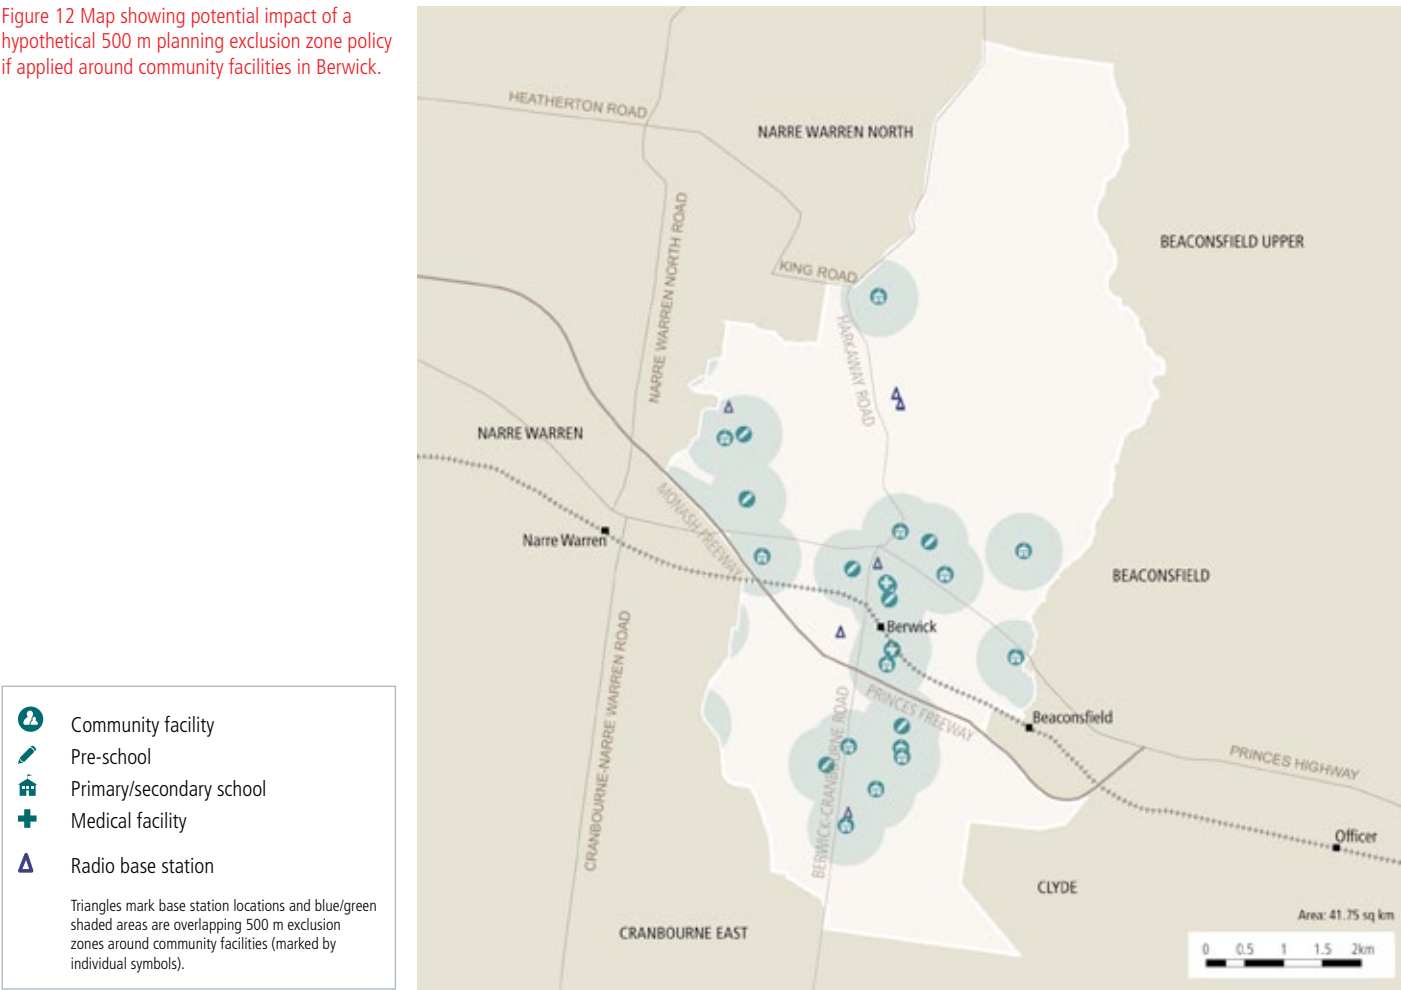 Figure 12 Map showing potential impact of a
hypothetical 500 m planning exclusion zone policy
if applied around community facilities in Berwick.
HEATHERTON ROAD
NARRE WARREN NORTH
NARRE WARREN NORTH ROAD
BEACONSFIELD UPPER
KING ROAD
HARKAWAY ROAD
NARRE WARREN
MONASH FREEWAY
Narre Warren
BEACONSFIELD
Berwick
CRANBOURNE-NARRE WARREN ROAD
BERWICK-CRANBOURNE ROAD
PRINCES FREEWAY
Beaconsfield
PRINCES HIGHWAY
Officer
CLYDE
CRANBOURNE EAST
Area: 41.75 sq km
0 0.5 1 1.5 2km
Community facility
Pre-school
Primary/secondary school
Medical facility
Radio base station
Triangles mark base station locations and blue/green
shaded areas are overlapping 500 m exclusion
zones around community facilities (marked by
individual symbols).